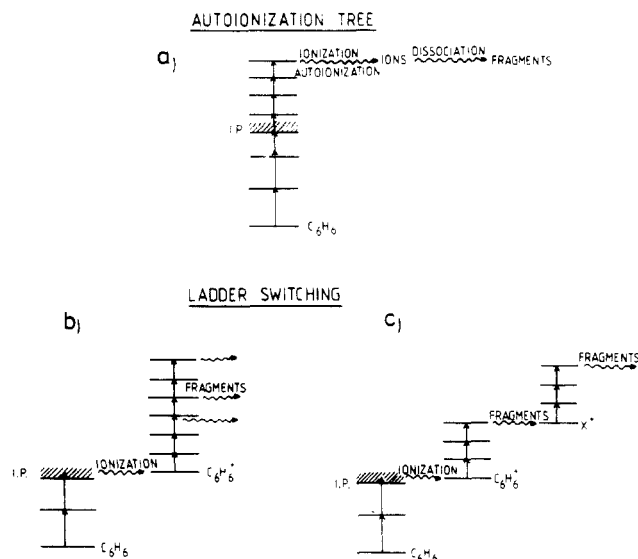 AUTOIONIZATION TREE
a)
IONIZATION
AUTOIONIZATION
IONS
DISSOCIATION
FRAGMENTS
I.P.
C6H6
LADDER SWITCHING
b)
FRAGMENTS
I.P.
IONIZATION
C6H6+
C6H6
c)
FRAGMENTS
FRAGMENTS
X+
I.P.
IONIZATION
C6H6+
C6H6